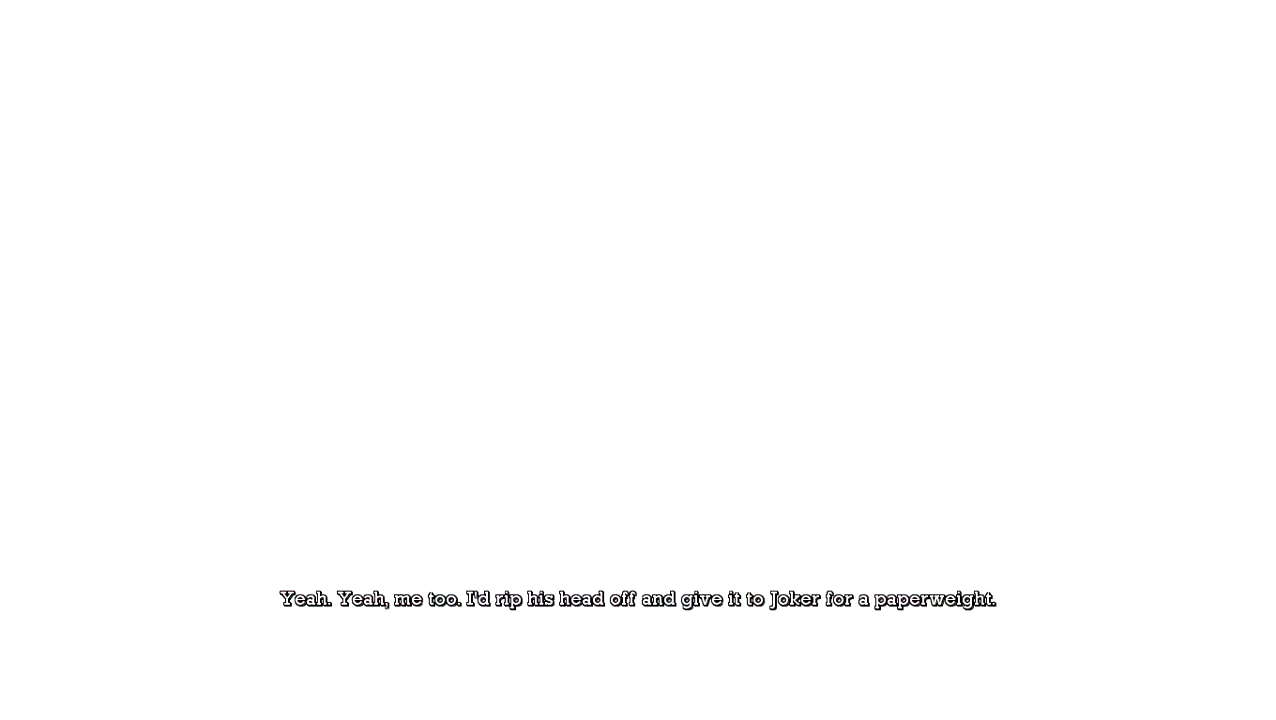 Yeah. Yeah, me too. I'd rip his head off and give it to Joker for a paperweight.